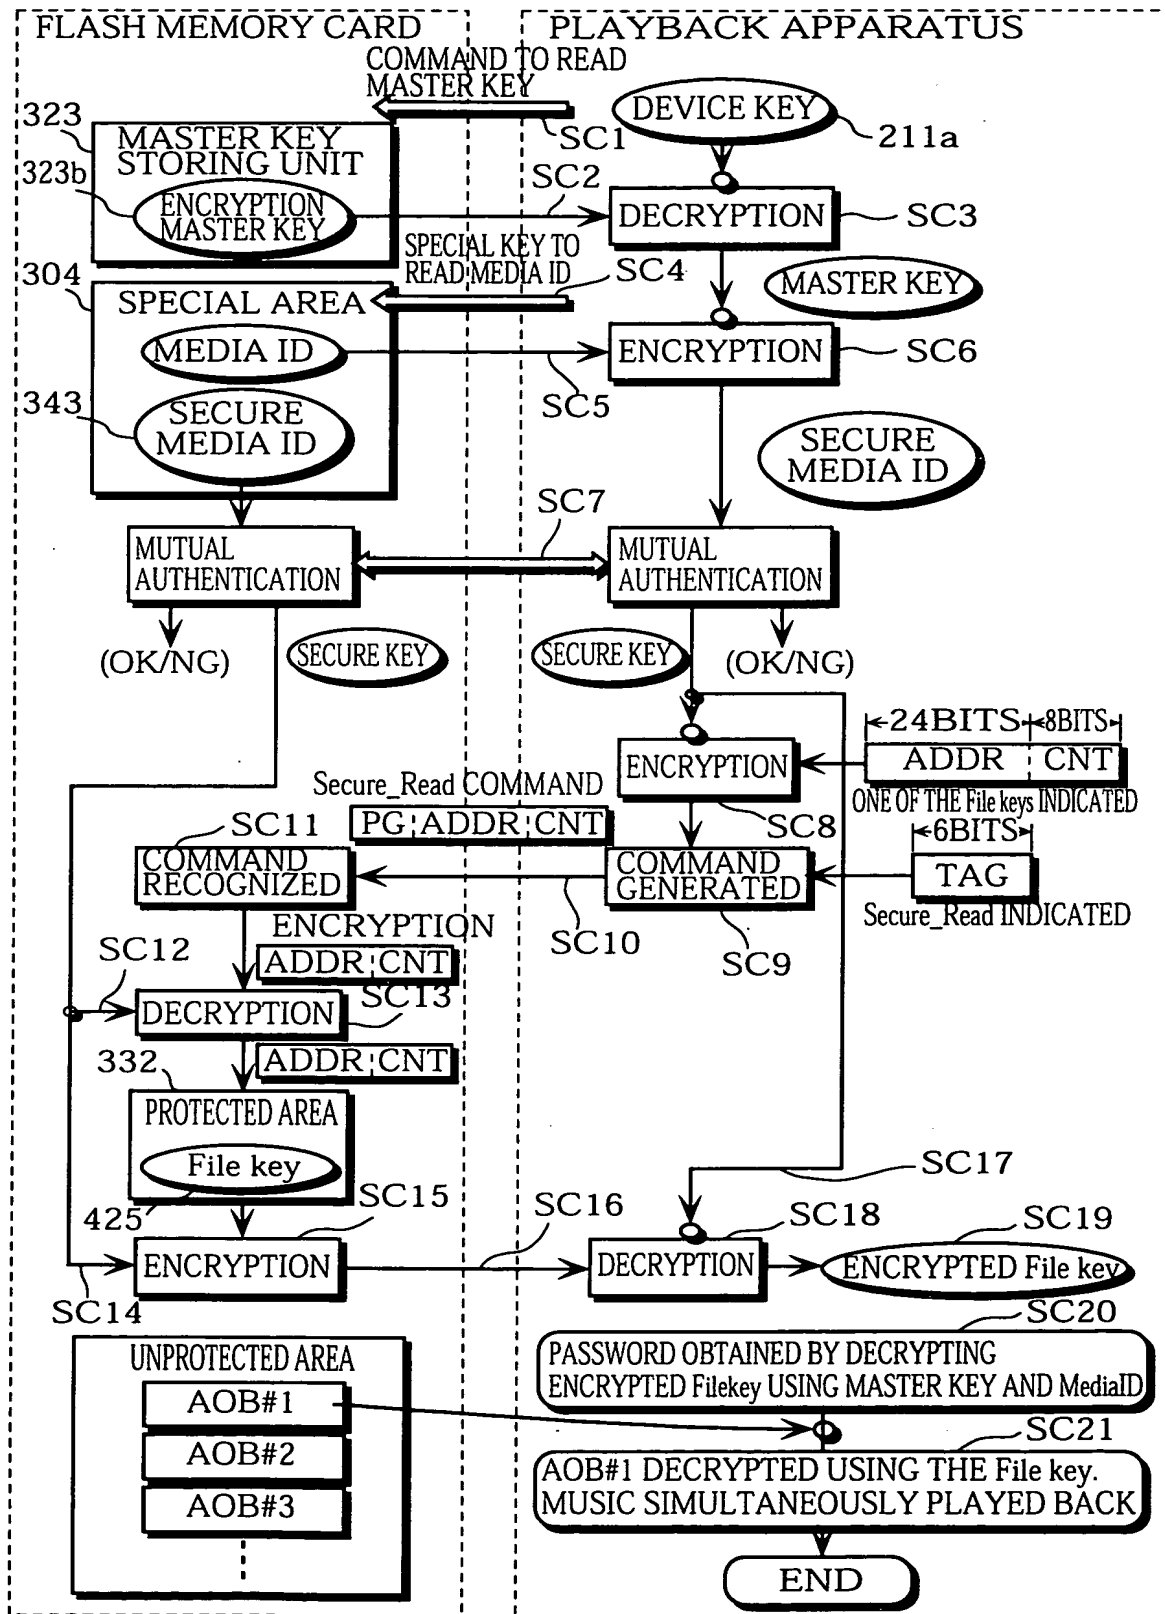 FLASH MEMORY CARD
PLAYBACK APPARATUS
COMMAND TO READ
MASTER KEY
SC1
DEVICE KEY
211a
323
MASTER KEY
STORING UNIT
323b
ENCRYPTION
MASTER KEY
SC2
DECRYPTION
SC3
SPECIAL KEY TO
READ MEDIA ID
SC4
MASTER KEY
304
SPECIAL AREA
MEDIA ID
SC5
ENCRYPTION
SC6
343
SECURE
MEDIA ID
SECURE
MEDIA ID
SC7
MUTUAL
AUTHENTICATION
MUTUAL
AUTHENTICATION
(OK/NG)
SECURE KEY
SECURE KEY
(OK/NG)
24BITS
8BITS
ADDR
CNT
ENCRYPTION
ONE OF THE File keys INDICATED
SC8
Secure_Read COMMAND
PG ADDR CNT
SC11
COMMAND
RECOGNIZED
COMMAND
GENERATED
6BITS
TAG
Secure_Read INDICATED
SC10
SC9
ENCRYPTION
ADDR CNT
SC12
SC13
DECRYPTION
ADDR CNT
332
PROTECTED AREA
File key
425
SC15
SC16
SC17
SC18
SC19
ENCRYPTION
DECRYPTION
ENCRYPTED File key
SC14
SC20
UNPROTECTED AREA
PASSWORD OBTAINED BY DECRYPTING
ENCRYPTED Filekey USING MASTER KEY AND MediaID
AOB#1
AOB#2
AOB#3
SC21
AOB#1 DECRYPTED USING THE File key.
MUSIC SIMULTANEOUSLY PLAYED BACK
END